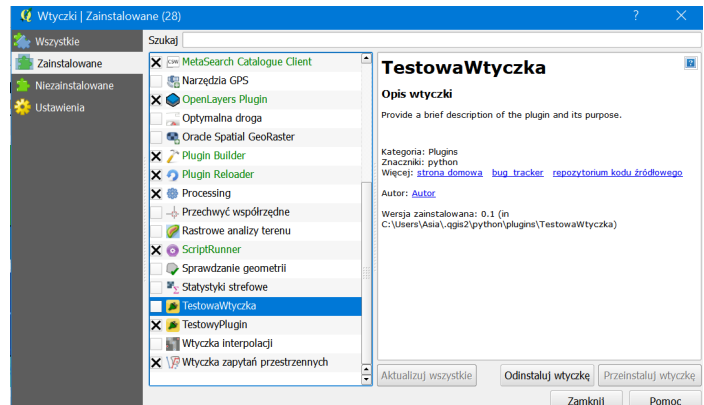 Wtyczki | Zainstalowane (28)
Wszystkie
Zainstalowane
Niezainstalowane
Ustawienia
Szukaj
MetaSearch Catalogue Client
Narzędzia GPS
OpenLayers Plugin
Optymalna droga
Oracle Spatial GeoRaster
Plugin Builder
Plugin Reloader
Processing
Przechwyć współrzędne
Rastrowe analizy terenu
ScriptRunner
Sprawdzanie geometrii
Statystyki strefowe
TestowaWtyczka
TestowyPlugin
Wtyczka interpolacji
Wtyczka zapytań przestrzennych
TestowaWtyczka
Opis wtyczki
Provide a brief description of the plugin and its purpose.
Kategoria: Plugins
Znaczniki: python
Więcej: strona domowa bug tracker repozytorium kodu źródłowego
Autor: Autor
Wersja zainstalowana: 0.1 (in
C:\Users\Asia\.qgis2\python\plugins\TestowaWtyczka)
Aktualizuj wszystkie Odinstaluj wtyczkę Przeinstaluj wtyczkę
Zamknij Pomoc